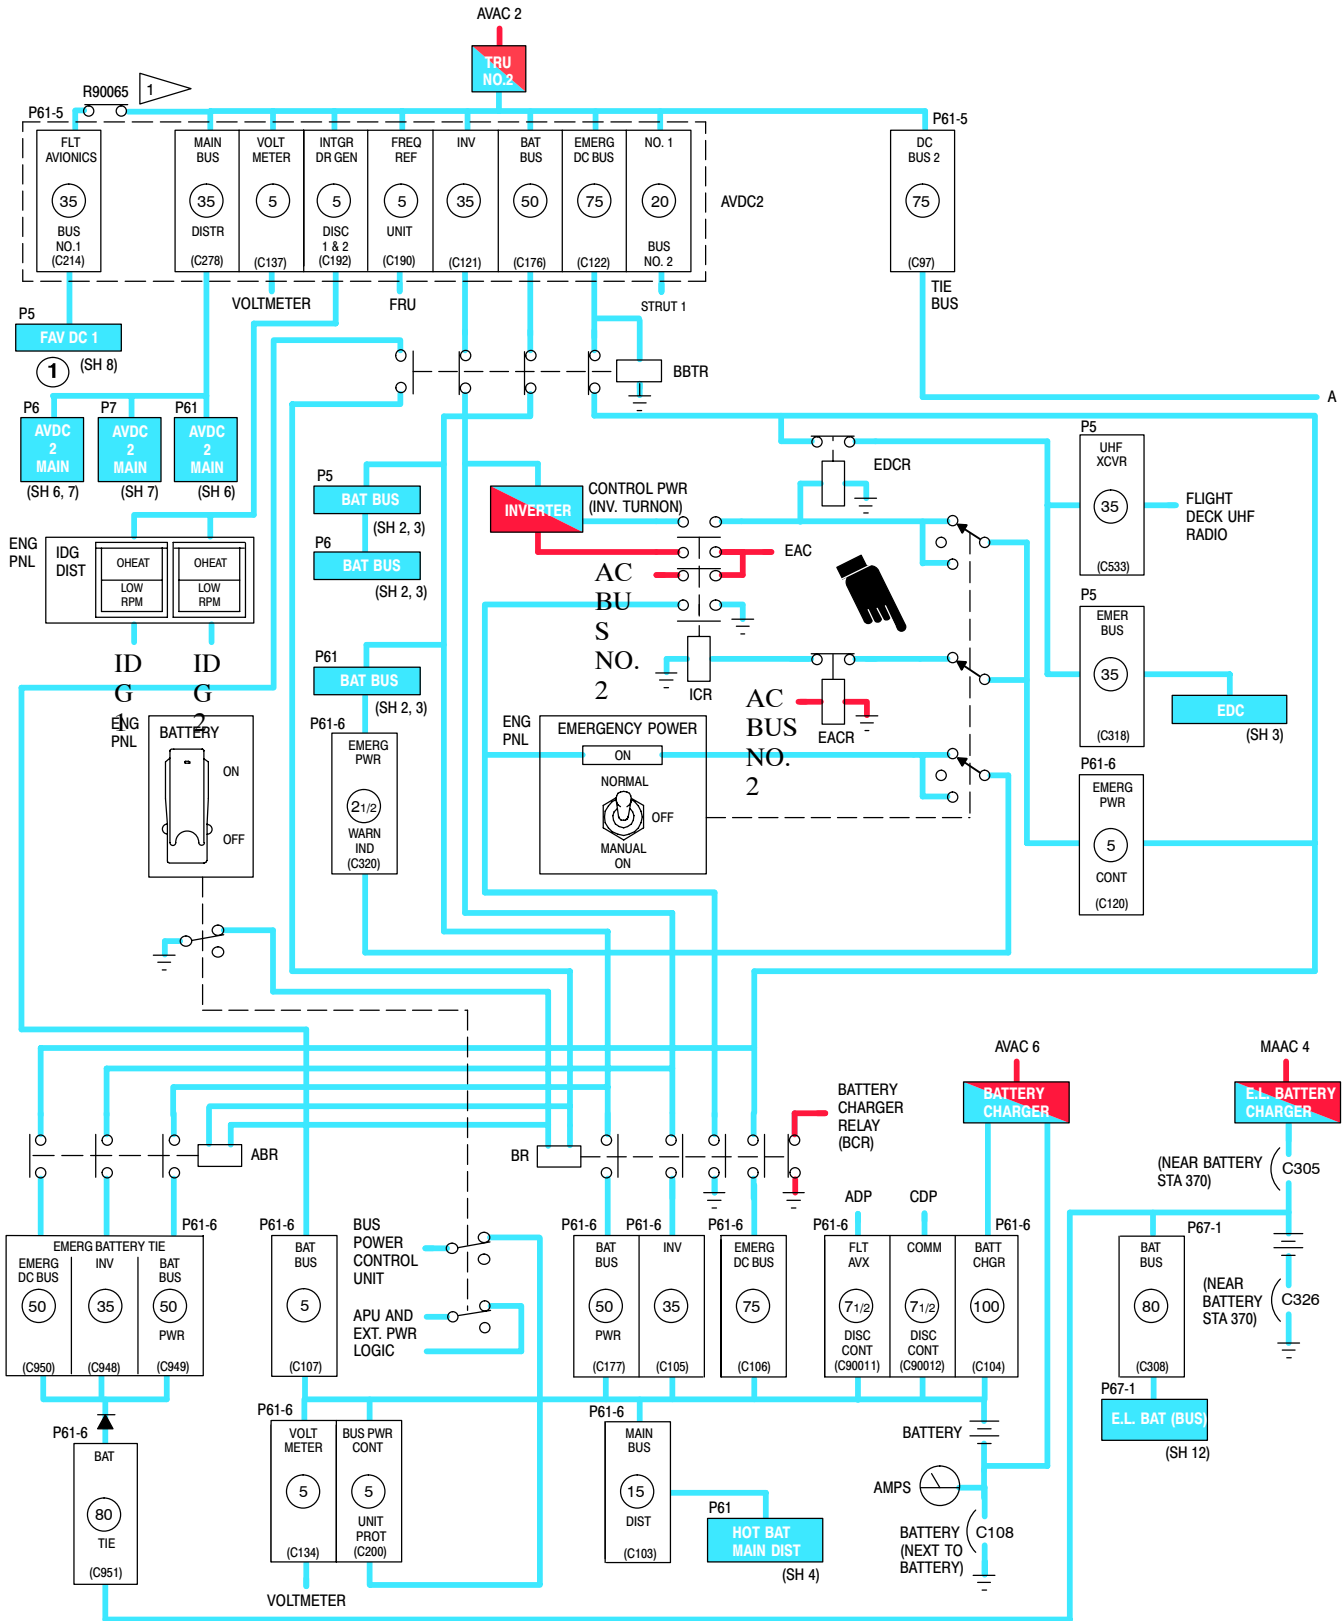 AVAC 2
TRU
NO.2
R90065
1
P61-5
P61-5
FLT
AVIONICS
35
BUS
NO.1
(C214)
MAIN
BUS
35
DISTR
(C278)
VOLT
METER
5
(C137)
INTGR
DR GEN
5
DISC
1 & 2
(C192)
FREQ
REF
5
UNIT
(C190)
INV
35
(C121)
BAT
BUS
50
(C176)
EMERG
DC BUS
75
(C122)
NO. 1
20
BUS
NO. 2
AVDC2
DC
BUS 2
75
(C97)
TIE
BUS
VOLTMETER
FRU
STRUT 1
P5
FAV DC 1
1
(SH 8)
BBTR
A
P6
AVDC
2
MAIN
(SH 6, 7)
P7
AVDC
2
MAIN
(SH 7)
P61
AVDC
2
MAIN
(SH 6)
P5
BAT BUS
(SH 2, 3)
P6
BAT BUS
(SH 2, 3)
INVERTER
CONTROL PWR
(INV. TURNON)
EDCR
P5
UHF
XCVR
35
(C533)
FLIGHT
DECK UHF
RADIO
ENG
PNL
IDG
DIST
OHEAT
LOW
RPM
OHEAT
LOW
RPM
EAC
AC
BU
S
NO.
2
ID
G
1
ID
G
2
P61
BAT BUS
(SH 2, 3)
ICR
AC
BUS
NO.
2
EACR
P5
EMER
BUS
35
(C318)
EDC
(SH 3)
ENG
PNL
BATTERY
ON
OFF
P61-6
EMERG
PWR
2 1/2
WARN
IND
(C320)
ENG
PNL
EMERGENCY POWER
ON
NORMAL
OFF
MANUAL
ON
P61-6
EMERG
PWR
5
CONT
(C120)
AVAC 6
BATTERY
CHARGER
MAAC 4
E.L. BATTERY
CHARGER
BATTERY
CHARGER
RELAY
(BCR)
ABR
BR
(NEAR BATTERY
STA 370)
C305
P61-6
EMERG BATTERY TIE
EMERG
DC BUS
50
(C950)
INV
35
(C948)
BAT
BUS
50
PWR
(C949)
P61-6
BAT
BUS
5
(C107)
BUS
POWER
CONTROL
UNIT
APU AND
EXT. PWR
LOGIC
P61-6
BAT
BUS
50
PWR
(C177)
INV
35
(C105)
P61-6
EMERG
DC BUS
75
(C106)
ADP
CDP
P61-6
FLT
AVX
7 1/2
DISC
CONT
(C90011)
COMM
7 1/2
DISC
CONT
(C90012)
P61-6
BATT
CHGR
100
(C104)
P67-1
BAT
BUS
80
(C308)
(NEAR
BATTERY
STA 370)
C326
P67-1
E.L. BAT (BUS)
(SH 12)
P61-6
BAT
80
TIE
(C951)
P61-6
VOLT
METER
5
(C134)
BUS PWR
CONT
5
UNIT
PROT
(C200)
VOLTMETER
P61-6
MAIN
BUS
15
DIST
(C103)
P61
HOT BAT
MAIN DIST
(SH 4)
BATTERY
AMPS
BATTERY
(NEXT TO
BATTERY)
C108